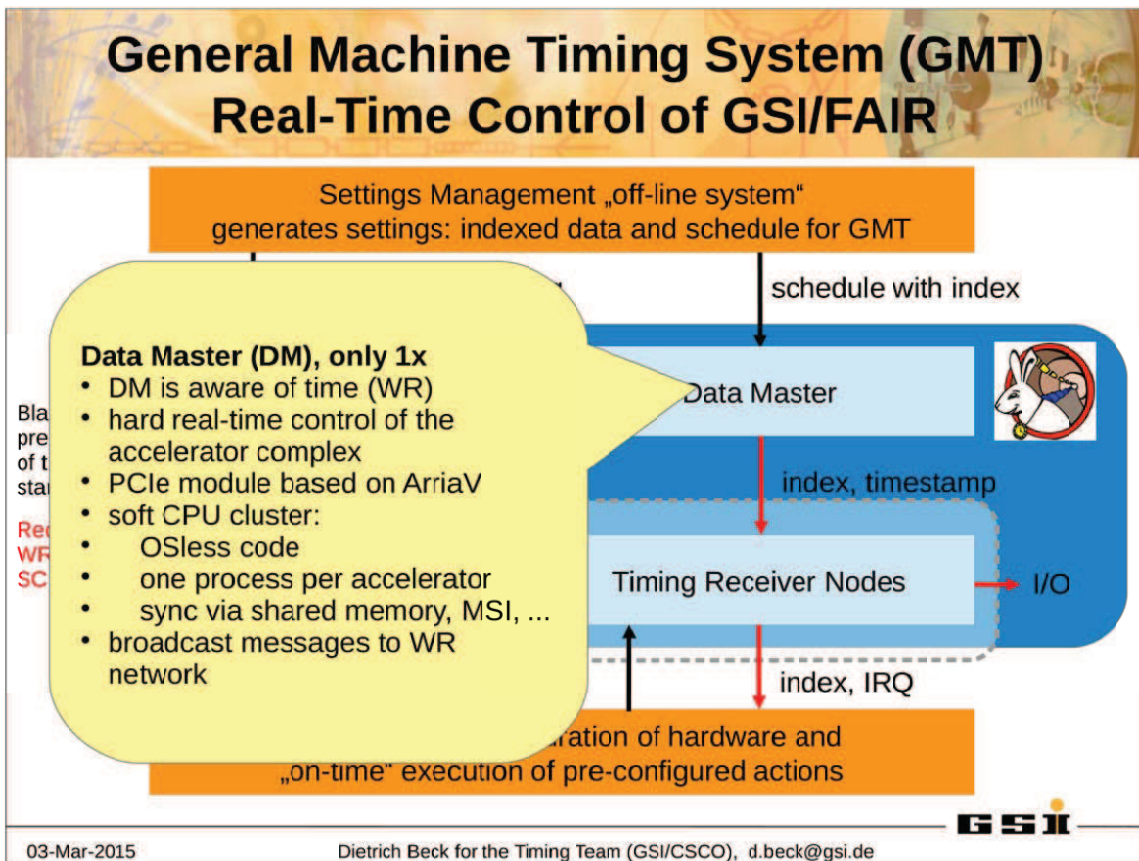 General Machine Timing System (GMT)
Real-Time Control of GSI/FAIR
Settings Management „off-line system“
generates settings: indexed data and schedule for GMT
schedule with index
Data Master (DM), only 1x
• DM is aware of time (WR)
• hard real-time control of the
accelerator complex
• PCIe module based on ArriaV
• soft CPU cluster:
• OSless code
• one process per accelerator
• sync via shared memory, MSI, ...
• broadcast messages to WR
network
Data Master
index, timestamp
of
WR
Timing Receiver Nodes
I/O
index, IRQ
of hardware and
„on-time“ execution of pre-configured actions
GSI
03-Mar-2015
Dietrich Beck for the Timing Team (GSI/CSCO), d.beck@gsi.de